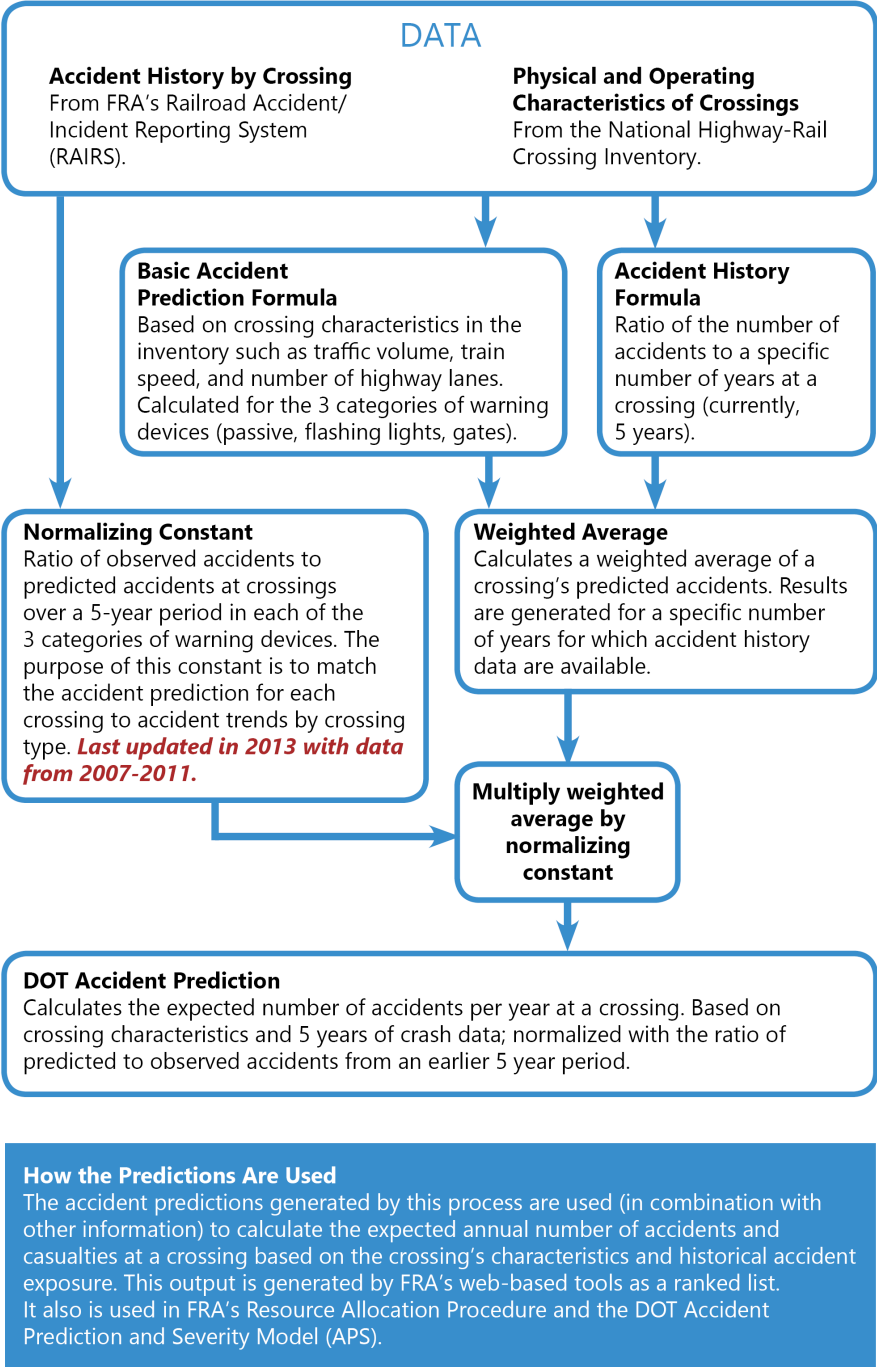 DATA
Accident History by Crossing
From FRA's Railroad Accident/
Incident Reporting System
(RAIRS).
Physical and Operating
Characteristics of Crossings
From the National Highway-Rail
Crossing Inventory.
Basic Accident
Prediction Formula
Based on crossing characteristics in the
inventory such as traffic volume, train
speed, and number of highway lanes.
Calculated for the 3 categories of warning
devices (passive, flashing lights, gates).
Accident History
Formula
Ratio of the number of
accidents to a specific
number of years at a
crossing (currently,
5 years).
Normalizing Constant
Ratio of observed accidents to
predicted accidents at crossings
over a 5-year period in each of the
3 categories of warning devices. The
purpose of this constant is to match
the accident prediction for each
crossing to accident trends by crossing
type. Last updated in 2013 with data
from 2007-2011.
Weighted Average
Calculates a weighted average of a
crossing's predicted accidents. Results
are generated for a specific number
of years for which accident history
data are available.
Multiply weighted
average by
normalizing
constant
DOT Accident Prediction
Calculates the expected number of accidents per year at a crossing. Based on
crossing characteristics and 5 years of crash data; normalized with the ratio of
predicted to observed accidents from an earlier 5 year period.
How the Predictions Are Used
The accident predictions generated by this process are used (in combination with
other information) to calculate the expected annual number of accidents and
casualties at a crossing based on the crossing's characteristics and historical accident
exposure. This output is generated by FRA's web-based tools as a ranked list.
It also is used in FRA's Resource Allocation Procedure and the DOT Accident
Prediction and Severity Model (APS).